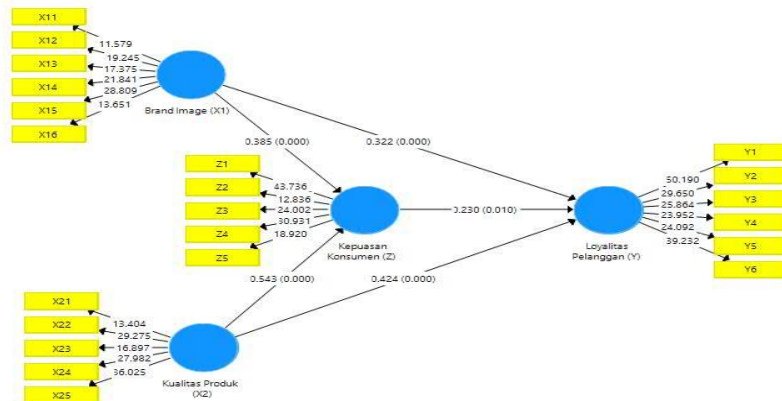 X11
X12
X13
X14
X15
X16
11.579
19.245
17.375
21.841
28.809
13.651
Brand Image (X1)
0.385 (0.000)
0.322 (0.000)
Z1
Z2
Z3
Z4
Z5
43.736
12.836
24.002
30.931
18.920
Kepuasan
Konsumen (Z)
0.230 (0.010)
Y1
Y2
Y3
Y4
Y5
Y6
50.190
29.650
25.864
23.952
24.092
39.232
Loyalitas
Pelanggan (Y)
0.543 (0.000)
0.424 (0.000)
X21
X22
X23
X24
X25
13.404
29.275
16.897
27.982
36.025
Kualitas Produk
(X2)